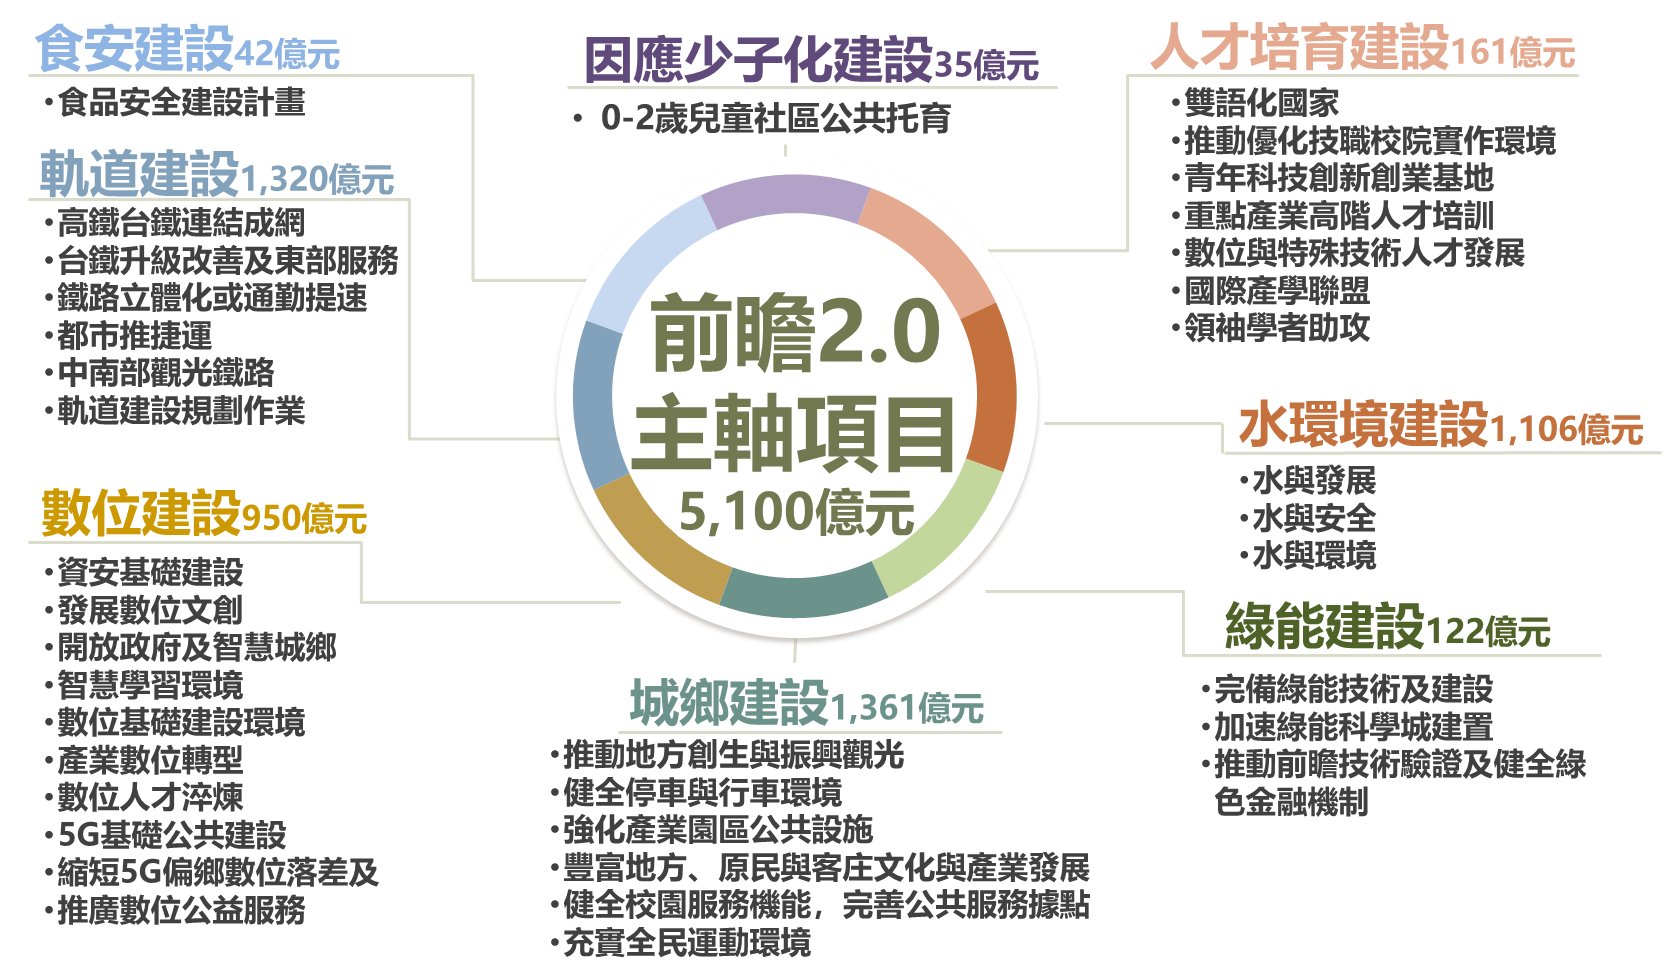 前瞻2.0
主軸項目
5,100億元
食安建設42億元
•食品安全建設計畫
軌道建設1,320億元
•高鐵台鐵連結成網
•台鐵升級改善及東部服務
•鐵路立體化或通勤提速
•都市推捷運
•中南部觀光鐵路
•軌道建設規劃作業
數位建設950億元
•資安基礎建設
•發展數位文創
•開放政府及智慧城鄉
•智慧學習環境
•數位基礎建設環境
•產業數位轉型
•數位人才淬煉
•5G基礎公共建設
•縮短5G偏鄉數位落差及
•推廣數位公益服務
因應少子化建設35億元
• 0-2歲兒童社區公共托育
城鄉建設1,361億元
•推動地方創生與振興觀光
•健全停車與行車環境
•強化產業園區公共設施
•豐富地方、原民與客庄文化與產業發展
•健全校園服務機能，完善公共服務據點
•充實全民運動環境
人才培育建設161億元
•雙語化國家
•推動優化技職校院實作環境
•青年科技創新創業基地
•重點產業高階人才培訓
•數位與特殊技術人才發展
•國際產學聯盟
•領袖學者助攻
水環境建設1,106億元
•水與發展
•水與安全
•水與環境
綠能建設122億元
•完備綠能技術及建設
•加速綠能科學城建置
•推動前瞻技術驗證及健全綠
色金融機制